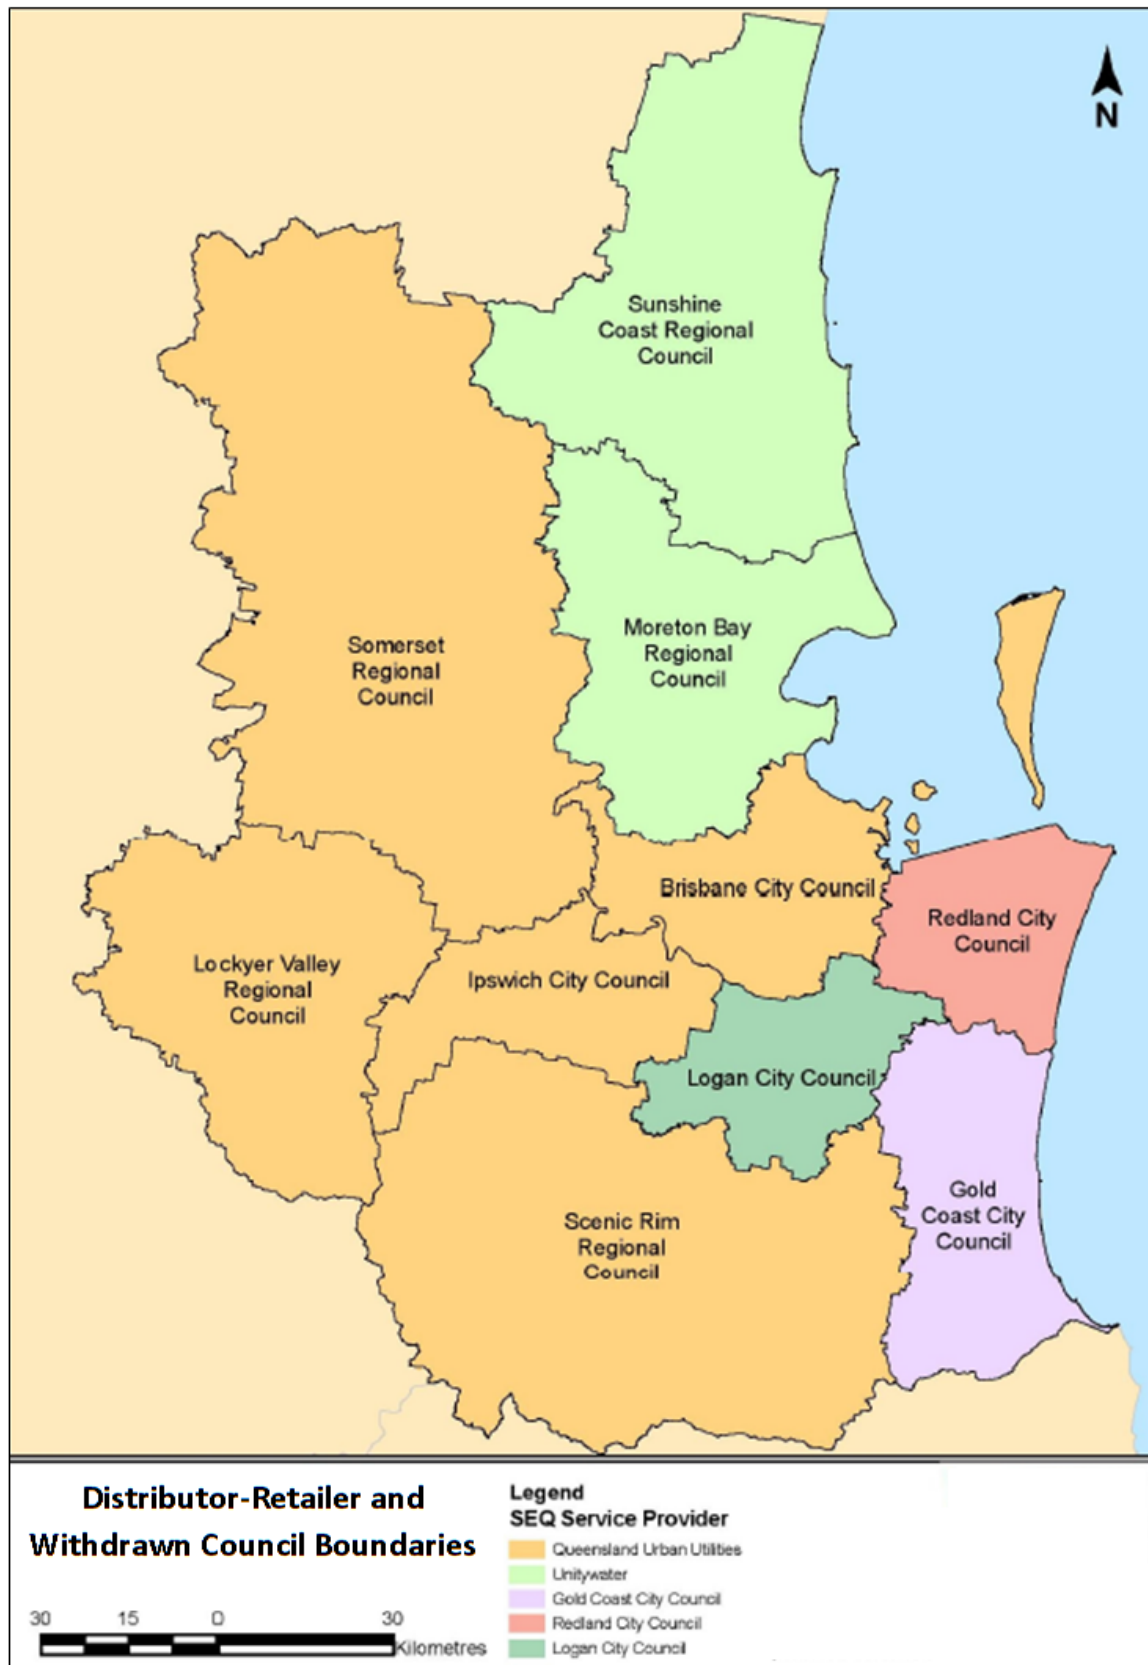 N
Sunshine
Coast Regional
Council
Moreton Bay
Regional
Council
Somerset
Regional
Council
Brisbane City Council
Redland City
Council
Lockyer Valley
Regional
Council
Ipswich City Council
Logan City Council
Gold
Coast City
Council
Scenic Rim
Regional
Council
Distributor-Retailer and
Withdrawn Council Boundaries
30 15 0 30
Kilometres
Legend
SEQ Service Provider
Queensland Urban Utilities
Unitywater
Gold Coast City Council
Redland City Council
Logan City Council